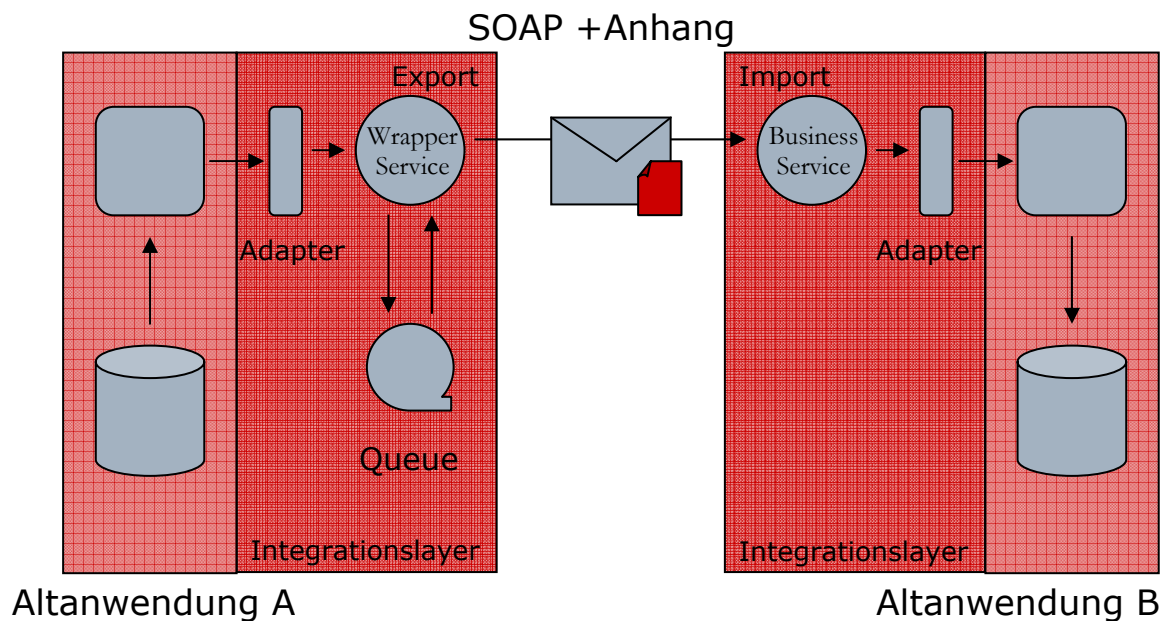 SOAP +Anhang
Export
Import
Wrapper
Service
Business
Service
Adapter
Adapter
Queue
Integrationslayer
Integrationslayer
Altanwendung A
Altanwendung B